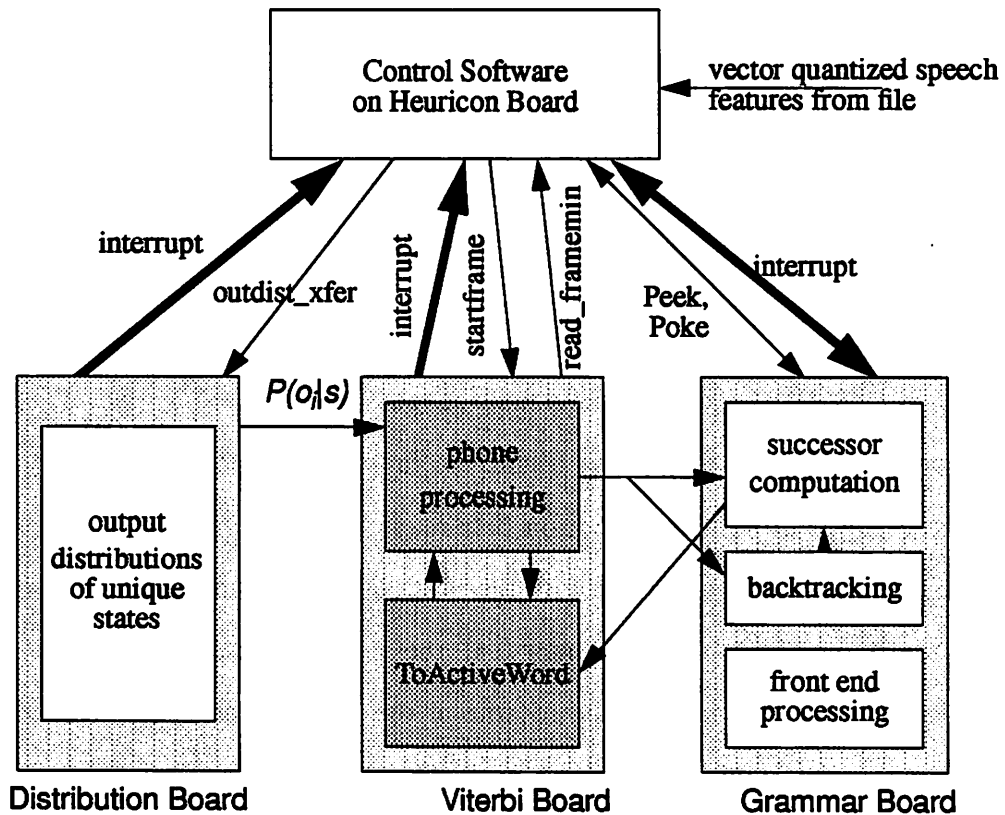 Control Software
on Heuricon Board
vector quantized speech
features from file
interrupt
outdist_xfer
interrupt
startframe
read_framemin
Peek,
Poke
interrupt
P(oᵢ|s)
output
distributions
of unique
states
phone
processing
ToActiveWord
successor
computation
backtracking
front end
processing
Distribution Board
Viterbi Board
Grammar Board